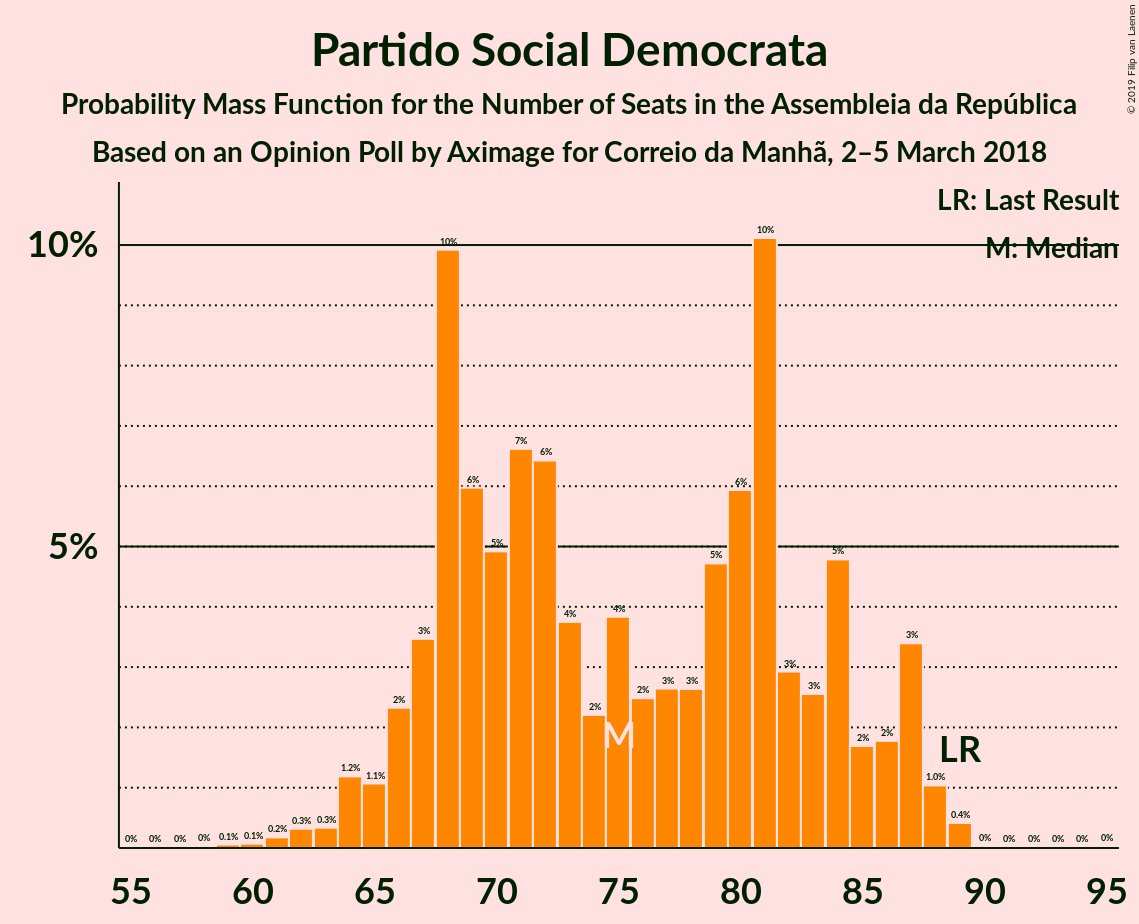 Partido Social Democrata
Probability Mass Function for the Number of Seats in the Assembleia da República
Based on an Opinion Poll by Aximage for Correio da Manhã, 2–5 March 2018
© 2019 Filip van Laenen
LR: Last Result
M: Median
10%
5%
0% 0% 0% 0% 0.1% 0.1% 0.2% 0.3% 0.3% 1.2% 1.1% 2% 3% 10% 6% 5% 7% 6% 4% 2% 4% 2% 3% 3% 5% 6% 10% 3% 3% 5% 2% 2% 3% 1.0% 0.4% 0% 0% 0% 0% 0% 0%
M
LR
55 60 65 70 75 80 85 90 95